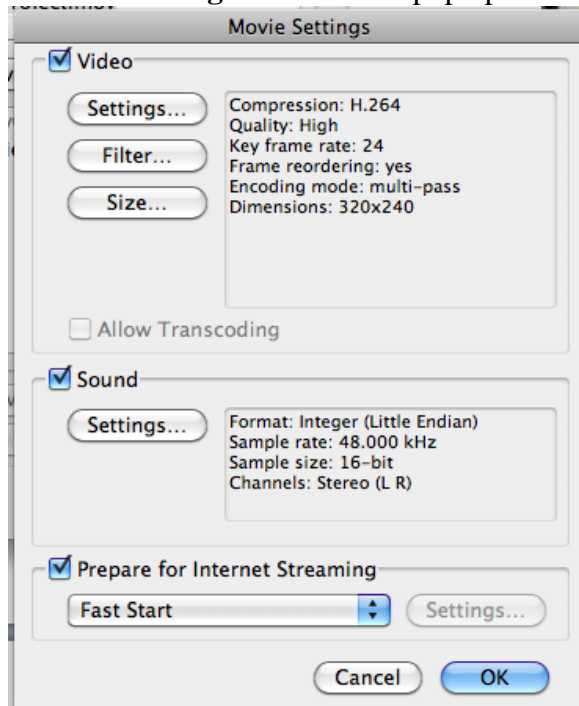 Movie Settings
Video
Settings...
Filter...
Size...
Compression: H.264
Quality: High
Key frame rate: 24
Frame reordering: yes
Encoding mode: multi-pass
Dimensions: 320x240
Allow Transcoding
Sound
Settings...
Format: Integer (Little Endian)
Sample rate: 48.000 kHz
Sample size: 16-bit
Channels: Stereo (L R)
Prepare for Internet Streaming
Fast Start
Settings...
Cancel OK